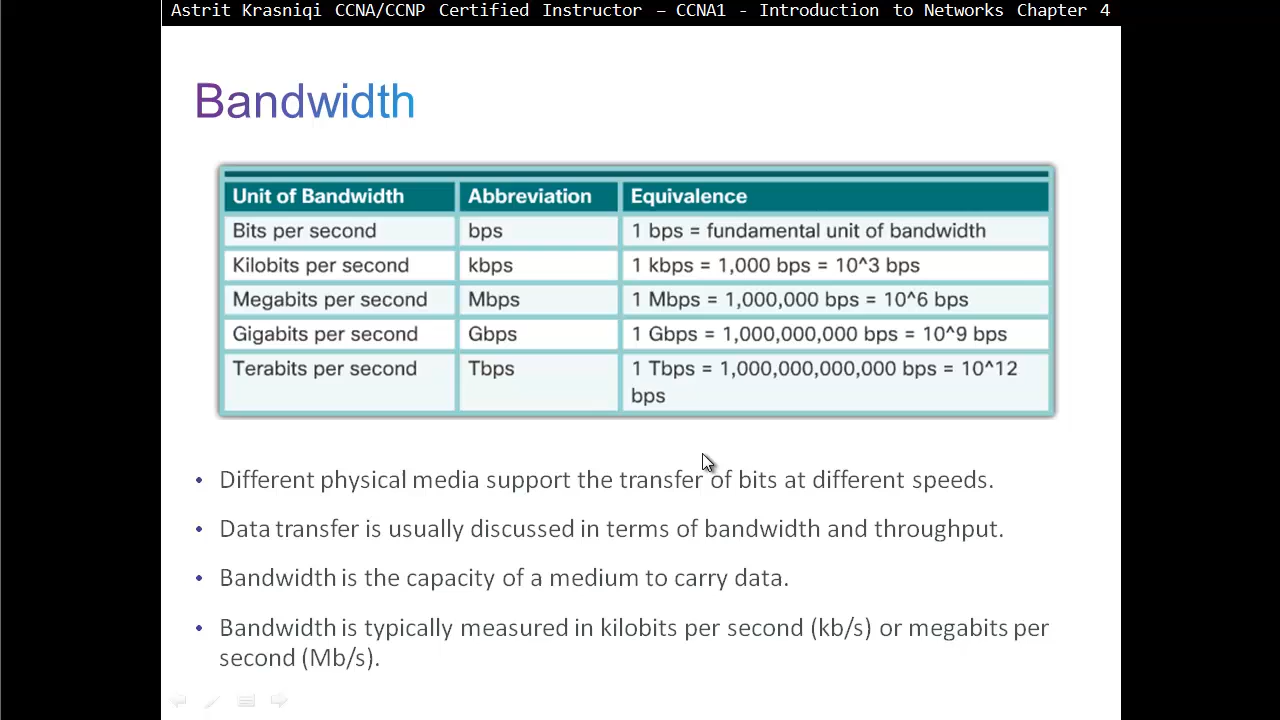 Astrit Krasniqi CCNA/CCNP Certified Instructor – CCNA1 - Introduction to Networks Chapter 4
Bandwidth
Unit of Bandwidth Abbreviation Equivalence
Bits per second bps 1 bps = fundamental unit of bandwidth
Kilobits per second kbps 1 kbps = 1,000 bps = 10^3 bps
Megabits per second Mbps 1 Mbps = 1,000,000 bps = 10^6 bps
Gigabits per second Gbps 1 Gbps = 1,000,000,000 bps = 10^9 bps
Terabits per second Tbps 1 Tbps = 1,000,000,000,000 bps = 10^12
bps
• Different physical media support the transfer of bits at different speeds.
• Data transfer is usually discussed in terms of bandwidth and throughput.
• Bandwidth is the capacity of a medium to carry data.
• Bandwidth is typically measured in kilobits per second (kb/s) or megabits per
second (Mb/s).